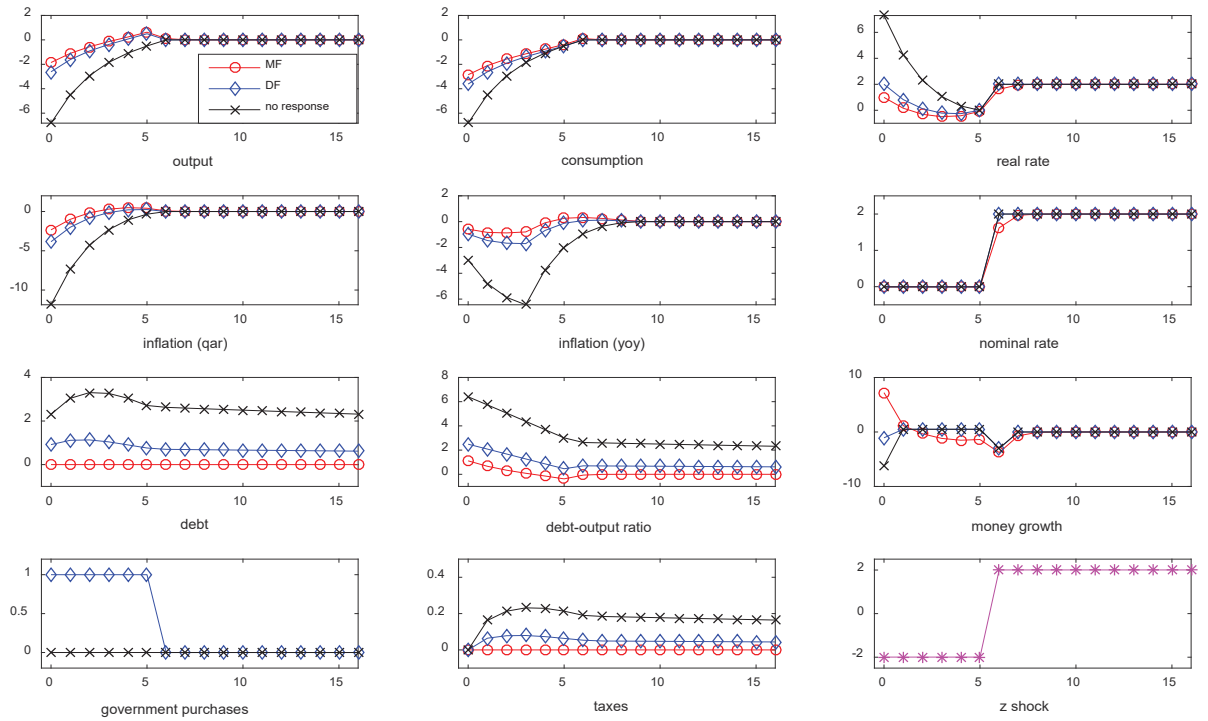 2
0
-2
-4
-6
MF
DF
no response
0 5 10 15
output
2
0
-2
-4
-6
0 5 10 15
consumption
6
4
2
0
0 5 10 15
real rate
0
-5
-10
0 5 10 15
inflation (qar)
2
0
-2
-4
-6
0 5 10 15
inflation (yoy)
2
1
2
0
0 5 10 15
nominal rate
4
2
0
0 5 10 15
debt
8
6
4
2
0
0 5 10 15
debt-output ratio
10
0
-10
0 5 10 15
money growth
1
0.5
0
0 5 10 15
government purchases
0.4
0.2
0
0 5 10 15
taxes
2
0
-2
0 5 10 15
z shock